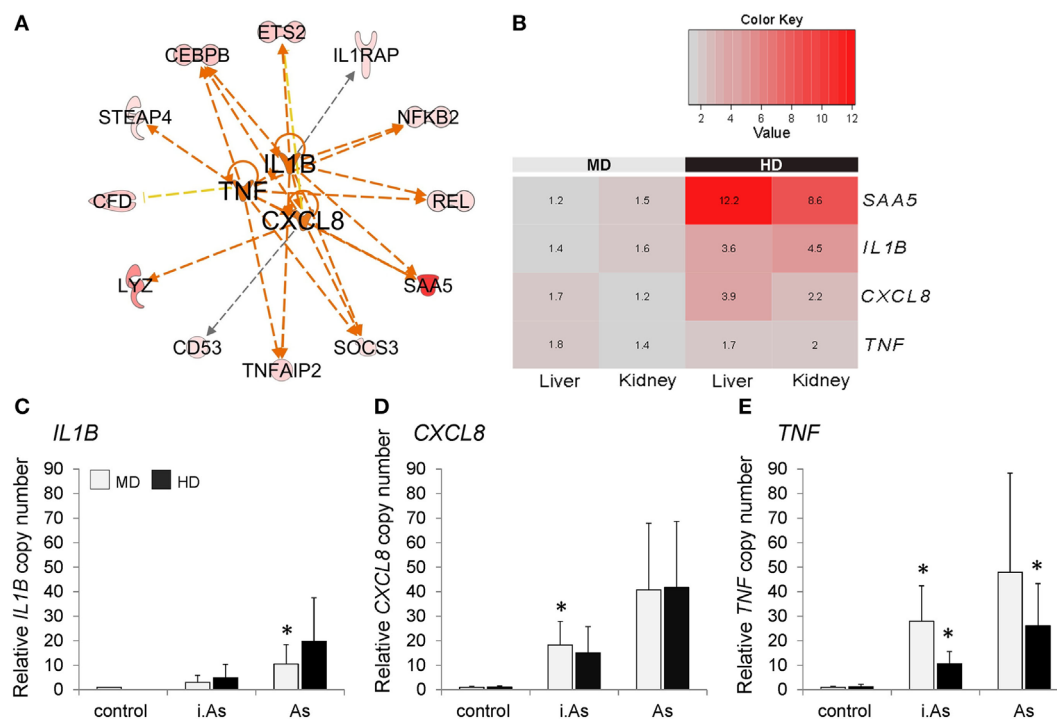 A
ETS2
CEBPB
IL1RAP
STEAP4
NFKB2
IL1B
TNF
CFD
REL
CXCL8
LYZ
SAA5
CD53
SOCS3
TNFAIP2
B
Color Key
2 4 6 8 10 12
Value
MD HD
1.2 1.5 12.2 8.6 SAA5
1.4 1.6 3.6 4.5 IL1B
1.7 1.2 3.9 2.2 CXCL8
1.8 1.4 1.7 2 TNF
Liver Kidney Liver Kidney
C
IL1B
Relative IL1B copy number
90
80
70
60
50
40
30
20
10
0
MD HD
*
control i.As As
D
CXCL8
Relative CXCL8 copy number
90
80
70
60
50
40
30
20
10
0
*
control i.As As
E
TNF
Relative TNF copy number
90
80
70
60
50
40
30
20
10
0
* * *
control i.As As